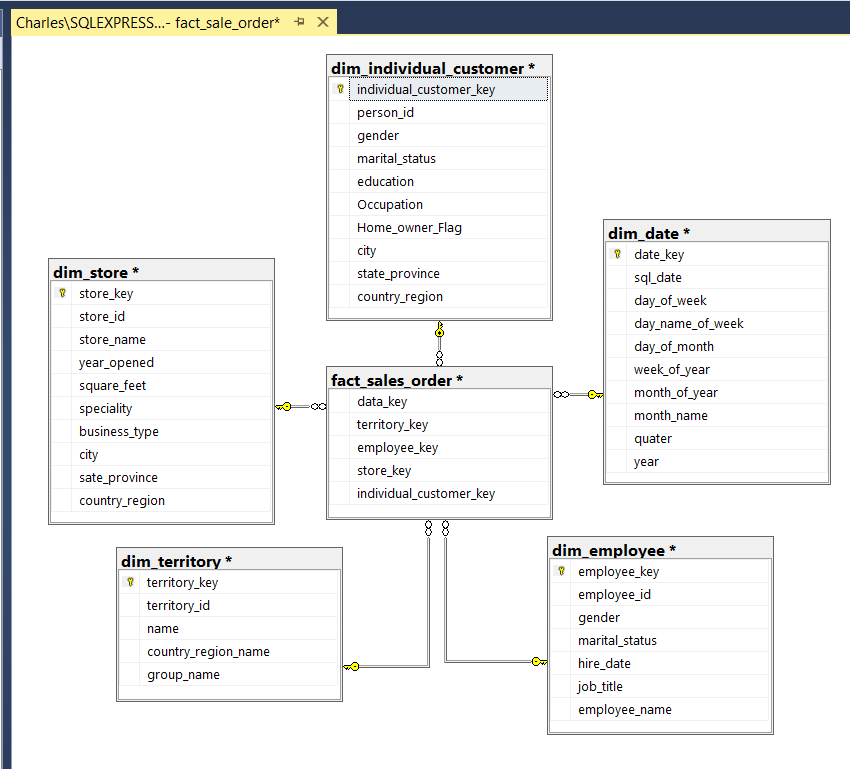 Charles\SQLEXPRESS...- fact_sale_order*
dim_individual_customer *
individual_customer_key
person_id
gender
marital_status
education
Occupation
Home_owner_Flag
city
state_province
country_region
dim_date *
date_key
sql_date
day_of_week
day_name_of_week
day_of_month
week_of_year
month_of_year
month_name
quater
year
dim_store *
store_key
store_id
store_name
year_opened
square_feet
speciality
business_type
city
sate_province
country_region
fact_sales_order *
data_key
territory_key
employee_key
store_key
individual_customer_key
dim_territory *
territory_key
territory_id
name
country_region_name
group_name
dim_employee *
employee_key
employee_id
gender
marital_status
hire_date
job_title
employee_name